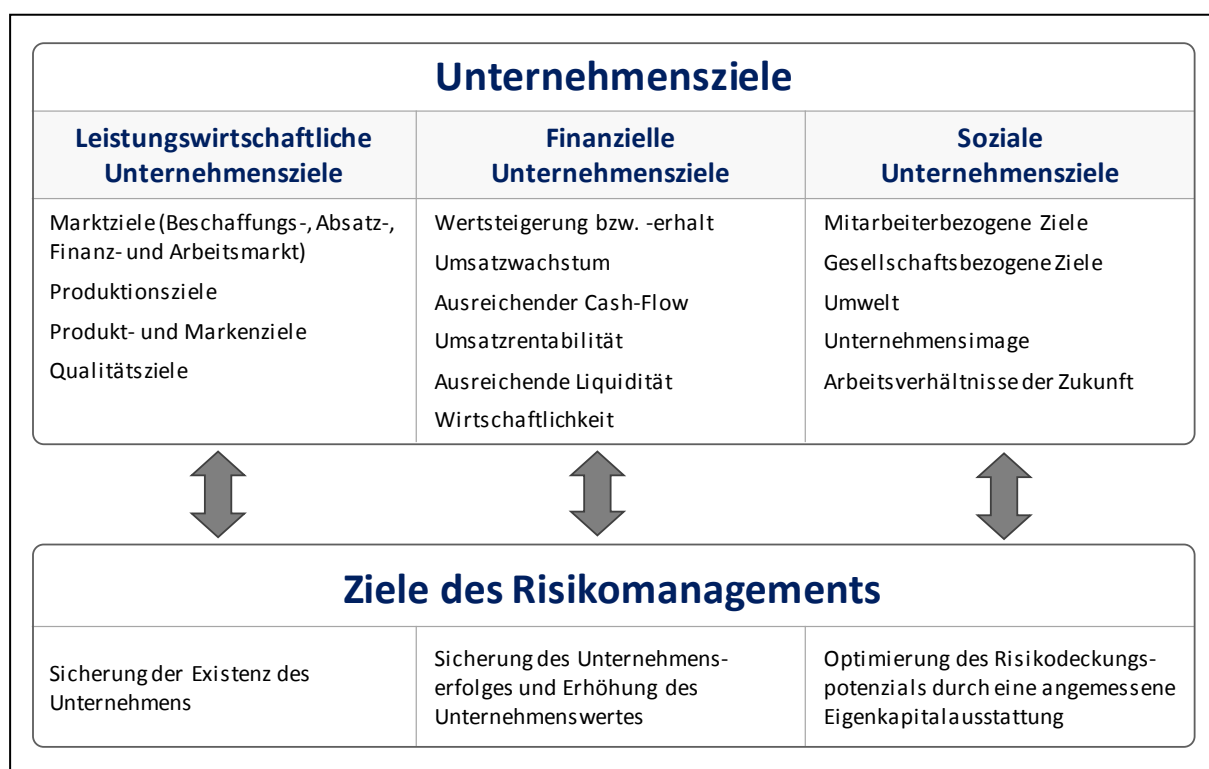 Unternehmensziele
Leistungswirtschaftliche
Unternehmensziele
Finanzielle
Unternehmensziele
Soziale
Unternehmensziele
Marktziele (Beschaffungs-, Absatz-,
Finanz- und Arbeitsmarkt)
Produktionsziele
Produkt- und Markenziele
Qualitätsziele
Wertsteigerung bzw. -erhalt
Umsatzwachstum
Ausreichender Cash-Flow
Umsatzrentabilität
Ausreichende Liquidität
Wirtschaftlichkeit
Mitarbeiterbezogene Ziele
Gesellschaftsbezogene Ziele
Umwelt
Unternehmensimage
Arbeitsverhältnisse der Zukunft
Ziele des Risikomanagements
Sicherung der Existenz des
Unternehmens
Sicherung des Unternehmens-
erfolges und Erhöhung des
Unternehmenswertes
Optimierung des Risikodeckungs-
potenzials durch eine angemessene
Eigenkapitalausstattung